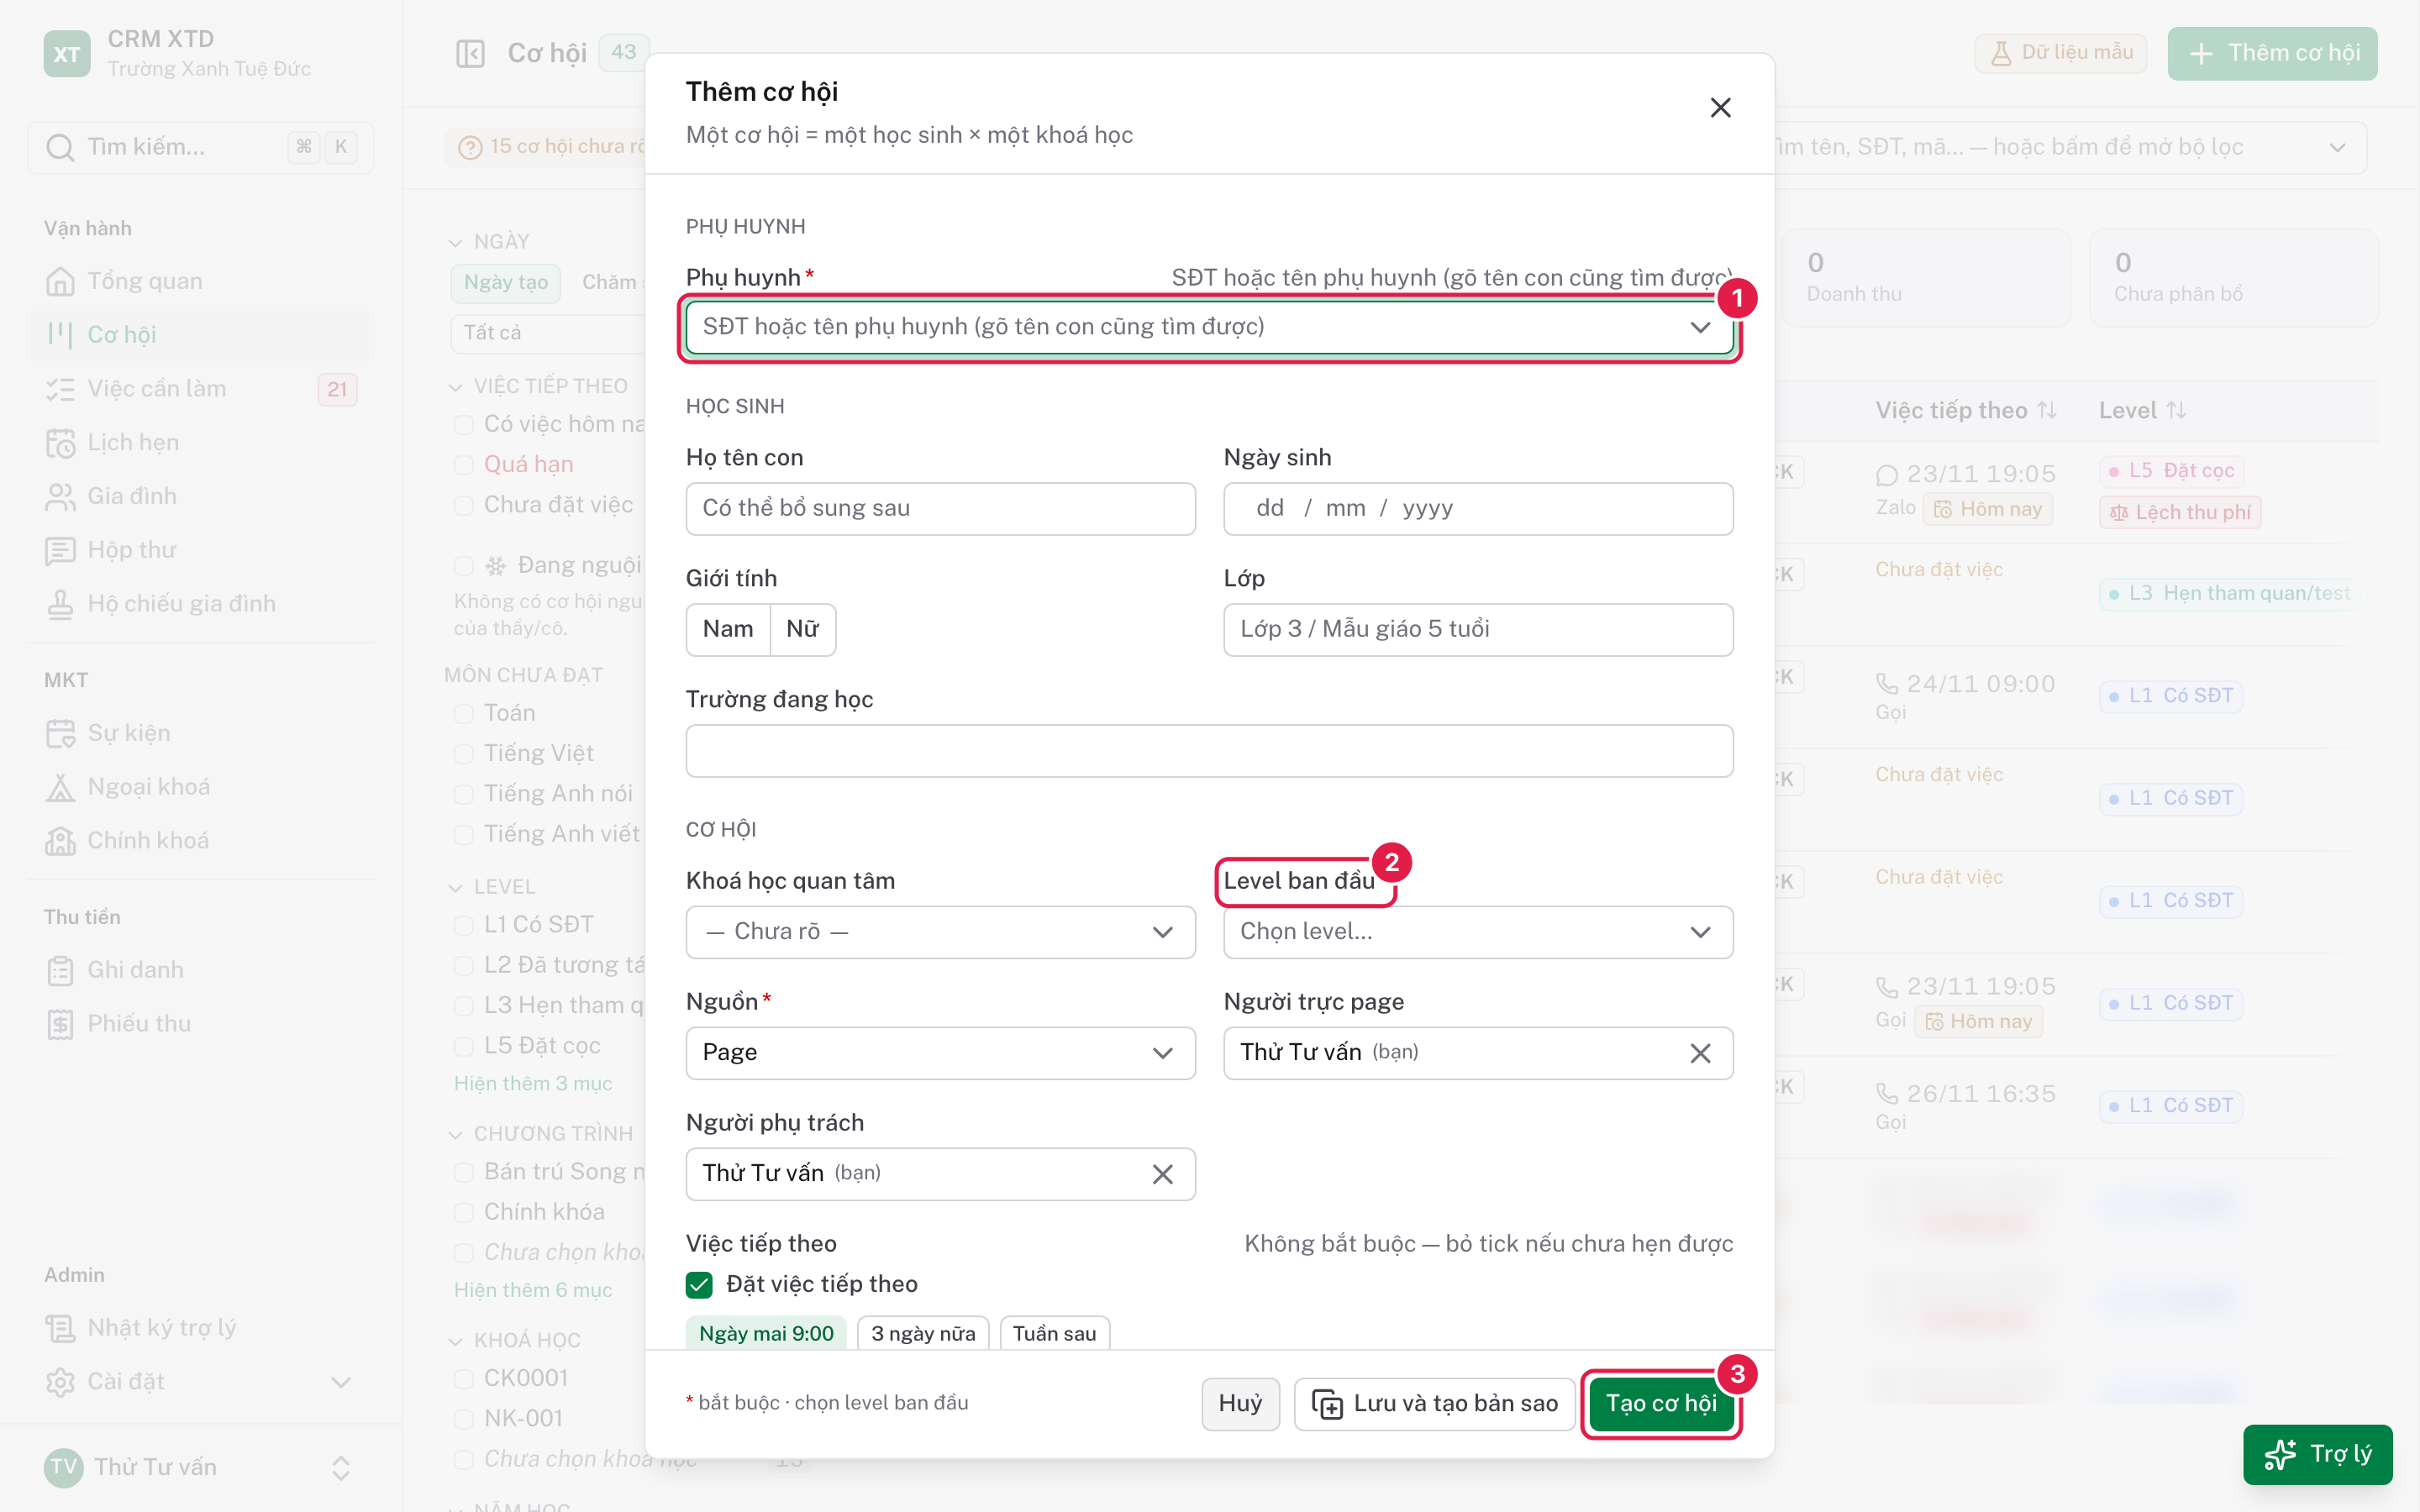 XT
CRM XTD
Trường Xanh Tuệ Đức
Tìm kiếm...
⌘ K
Vận hành
Tổng quan
Cơ hội
Việc cần làm
21
Lịch hẹn
Gia đình
Hộp thư
Hộ chiếu gia đình
MKT
Sự kiện
Ngoại khoá
Chính khoá
Thu tiền
Ghi danh
Phiếu thu
Admin
Nhật ký trợ lý
Cài đặt
TV
Thử Tư vấn
Cơ hội 43
Dữ liệu mẫu
Thêm cơ hội
15 cơ hội chưa
tên, SĐT, mã... — hoặc bấm để mở bộ lọc
NGÀY
Ngày tạo
Chăm
Tất cả
VIỆC TIẾP THEO
Có việc hôm
Quá hạn
Chưa đặt việc
Đang nguội
Không có cơ hội
của thầy/cô.
MÔN CHƯA ĐẠT
Toán
Tiếng Việt
Tiếng Anh nói
Tiếng Anh viết
LEVEL
L1 Có SĐT
L2 Đã tương
L3 Hẹn tham
L5 Đặt cọc
Hiện thêm 3 mục
CHƯƠNG TRÌNH
Bán trú Song
Chính khóa
Chưa chọn
Hiện thêm 6 mục
KHOÁ HỌC
CK0001
NK-001
Chưa chọn khoá học
NĂM HỌC
Thêm cơ hội
Một cơ hội = một học sinh × một khoá học
PHỤ HUYNH
Phụ huynh*
SĐT hoặc tên phụ huynh (gõ tên con cũng tìm được)
1
SĐT hoặc tên phụ huynh (gõ tên con cũng tìm được)
HỌC SINH
Họ tên con
Ngày sinh
Có thể bổ sung sau
dd / mm / yyyy
Giới tính
Lớp
Nam
Nữ
Lớp 3 / Mẫu giáo 5 tuổi
Trường đang học
CƠ HỘI
Khoá học quan tâm
Level ban đầu
2
— Chưa rõ —
Chọn level...
Nguồn*
Người trực page
Page
Thử Tư vấn (bạn)
Người phụ trách
Thử Tư vấn (bạn)
Việc tiếp theo
Không bắt buộc — bỏ tick nếu chưa hẹn được
Đặt việc tiếp theo
Ngày mai 9:00
3 ngày nữa
Tuần sau
* bắt buộc · chọn level ban đầu
Huỷ
Lưu và tạo bản sao
Tạo cơ hội
3
0
Doanh thu
0
Chưa phân bổ
Việc tiếp theo
Level
23/11 19:05
Zalo
Hôm nay
L5 Đặt cọc
Lệch thu phí
Chưa đặt việc
L3 Hẹn tham quan/test
24/11 09:00
Gọi
L1 Có SĐT
Chưa đặt việc
L1 Có SĐT
Chưa đặt việc
L1 Có SĐT
23/11 19:05
Gọi
Hôm nay
L1 Có SĐT
26/11 16:35
Gọi
L1 Có SĐT
Trợ lý